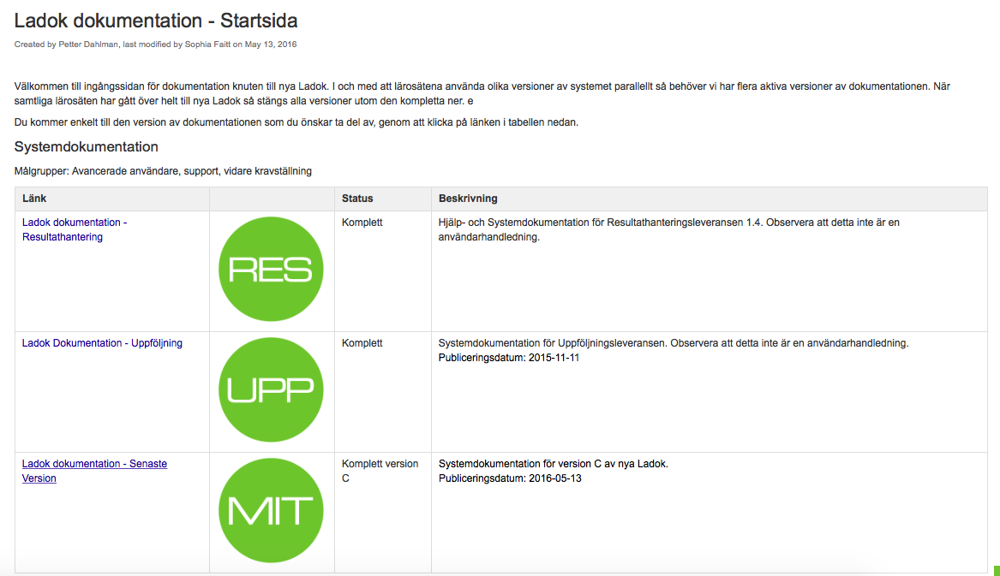 Ladok dokumentation - Startsida
Created by Petter Dahlman, last modified by Sophia Faitt on May 13, 2016
Välkommen till ingångssidan för dokumentation knuten till nya Ladok. I och med att lärosätena använda olika versioner av systemet parallellt så behöver vi har flera aktiva versioner av dokumentationen. När
samtliga lärosäten har gått över helt till nya Ladok så stängs alla versioner utom den kompletta ner. e
Du kommer enkelt till den version av dokumentationen som du önskar ta del av, genom att klicka på länken i tabellen nedan.
Systemdokumentation
Målgrupper: Avancerade användare, support, vidare kravställning
Länk Status Beskrivning
Ladok dokumentation -
Resultathantering
RES
Komplett
Hjälp- och Systemdokumentation för Resultathanteringsleveransen 1.4. Observera att detta inte är en
användarhandledning.
Ladok Dokumentation - Uppföljning
UPP
Komplett
Systemdokumentation för Uppföljningsleveransen. Observera att detta inte är en användarhandledning.
Publiceringsdatum: 2015-11-11
Ladok dokumentation - Senaste
Version
MIT
Komplett version
C
Systemdokumentation för version C av nya Ladok.
Publiceringsdatum: 2016-05-13